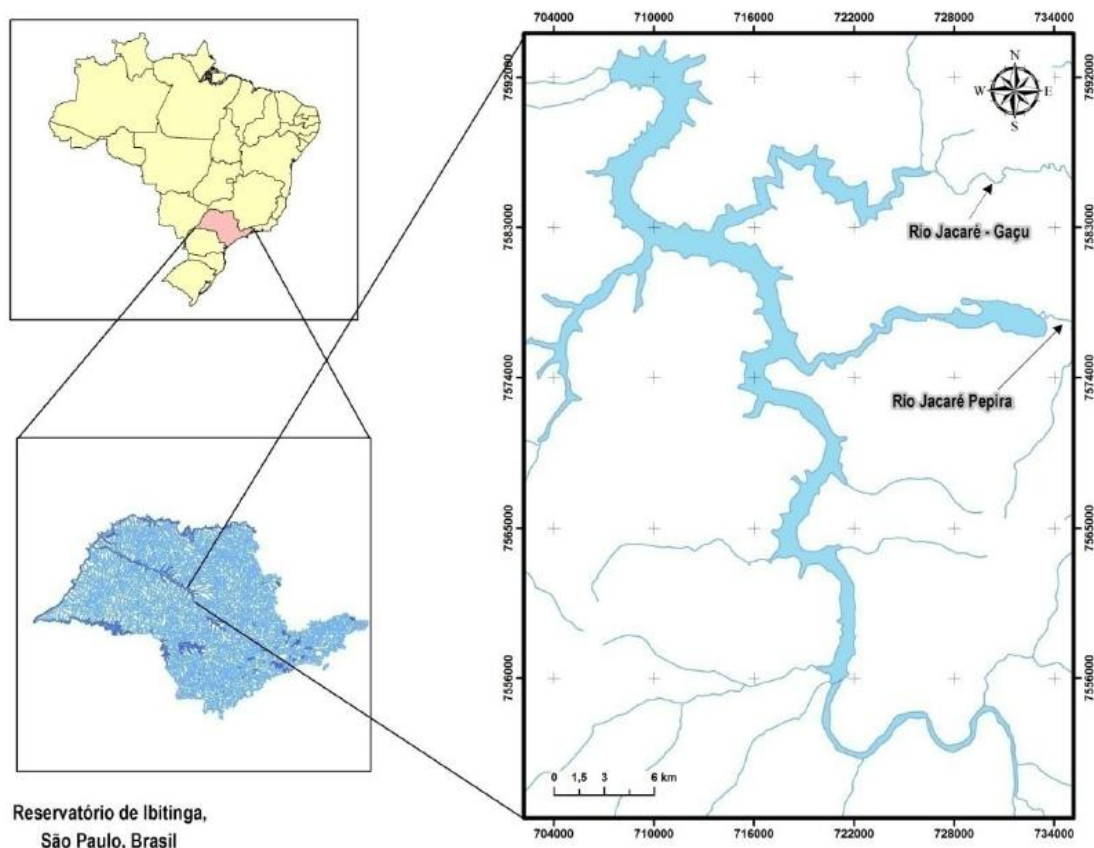 704000 710000 716000 722000 728000 734000
7592000
7583000
7574000
7565000
7556000
N
W E
S
7592000
7583000
7574000
7565000
7556000
Rio Jacaré - Gaçu
Rio Jacaré Pepira
0 1,5 3 6 km
704000 710000 716000 722000 728000 734000
Reservatório de Ibitinga,
São Paulo, Brasil